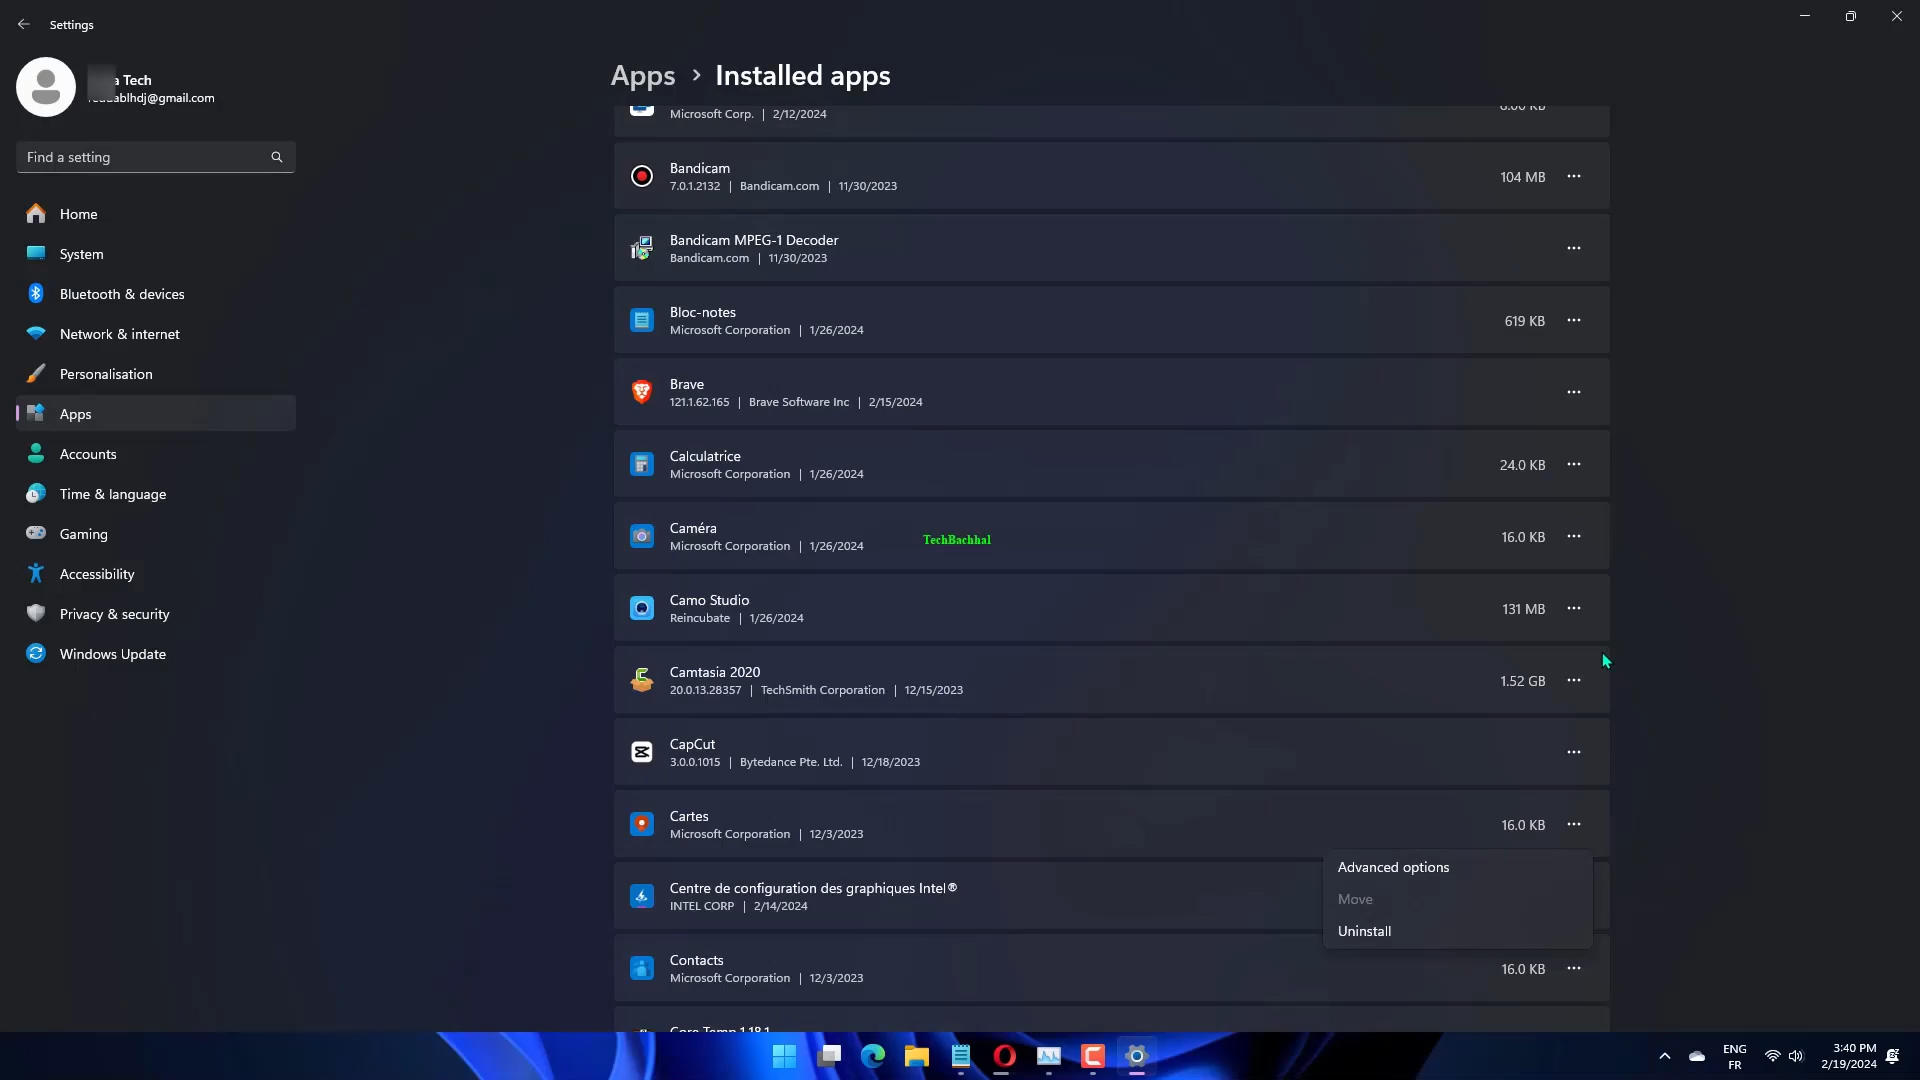 Settings
a Tech
ablhdj@gmail.com
Find a setting
Home
System
Bluetooth & devices
Network & internet
Personalisation
Apps
Accounts
Time & language
Gaming
Accessibility
Privacy & security
Windows Update
Apps > Installed apps
Microsoft Corp. | 2/12/2024
Bandicam
7.0.1.2132 | Bandicam.com | 11/30/2023
104 MB
Bandicam MPEG-1 Decoder
Bandicam.com | 11/30/2023
Bloc-notes
Microsoft Corporation | 1/26/2024
619 KB
Brave
121.1.62.165 | Brave Software Inc | 2/15/2024
Calculatrice
Microsoft Corporation | 1/26/2024
24.0 KB
Caméra
Microsoft Corporation | 1/26/2024
TechBachhal
16.0 KB
Camo Studio
Reincubate | 1/26/2024
131 MB
Camtasia 2020
20.0.13.28357 | TechSmith Corporation | 12/15/2023
1.52 GB
CapCut
3.0.0.1015 | Bytedance Pte. Ltd. | 12/18/2023
Cartes
Microsoft Corporation | 12/3/2023
16.0 KB
Advanced options
Move
Uninstall
Centre de configuration des graphiques Intel®
INTEL CORP | 2/14/2024
Contacts
Microsoft Corporation | 12/3/2023
16.0 KB
Core Temp 1.18.1
ENG
FR
3:40 PM
2/19/2024